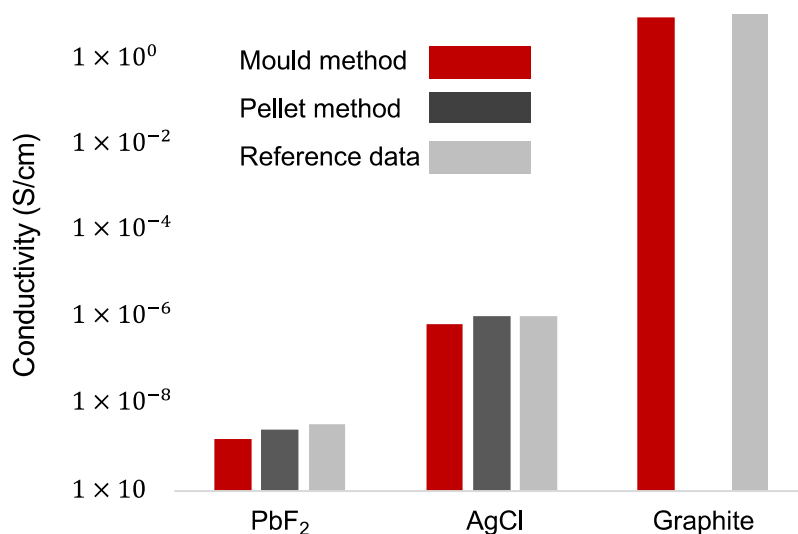 Conductivity (S/cm)
1 × 10⁰
1 × 10⁻²
1 × 10⁻⁴
1 × 10⁻⁶
1 × 10⁻⁸
1 × 10
Mould method
Pellet method
Reference data
PbF₂
AgCl
Graphite